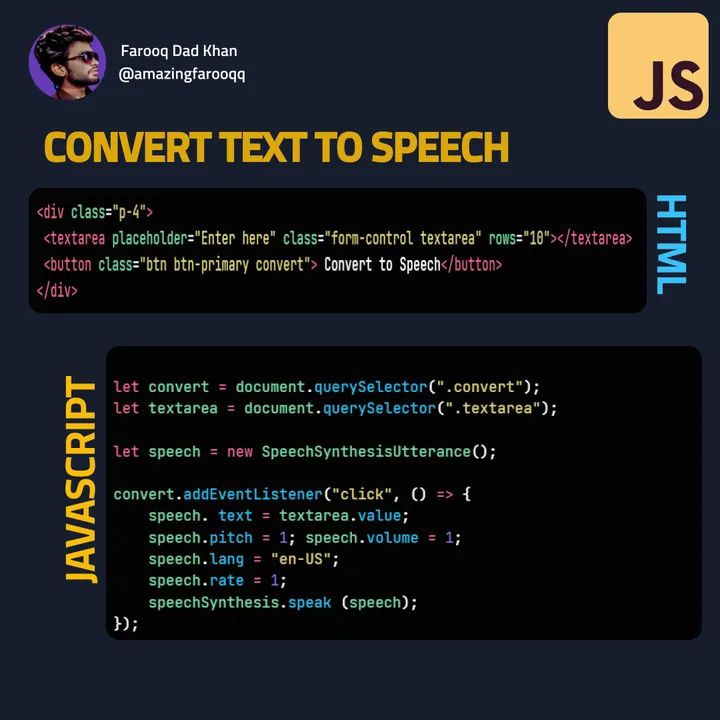 Farooq Dad Khan
@amazingfarooqq
JS
CONVERT TEXT TO SPEECH
<div class="p-4">
<textarea placeholder="Enter here" class="form-control textarea" rows="10"></textarea>
<button class="btn btn-primary convert"> Convert to Speech</button>
</div>
HTML
JAVASCRIPT
let convert = document.querySelector(".convert");
let textarea = document.querySelector(".textarea");
let speech = new SpeechSynthesisUtterance();
convert.addEventListener("click", () => {
speech. text = textarea.value;
speech.pitch = 1; speech.volume = 1;
speech.lang = "en-US";
speech.rate = 1;
speechSynthesis.speak (speech);
});